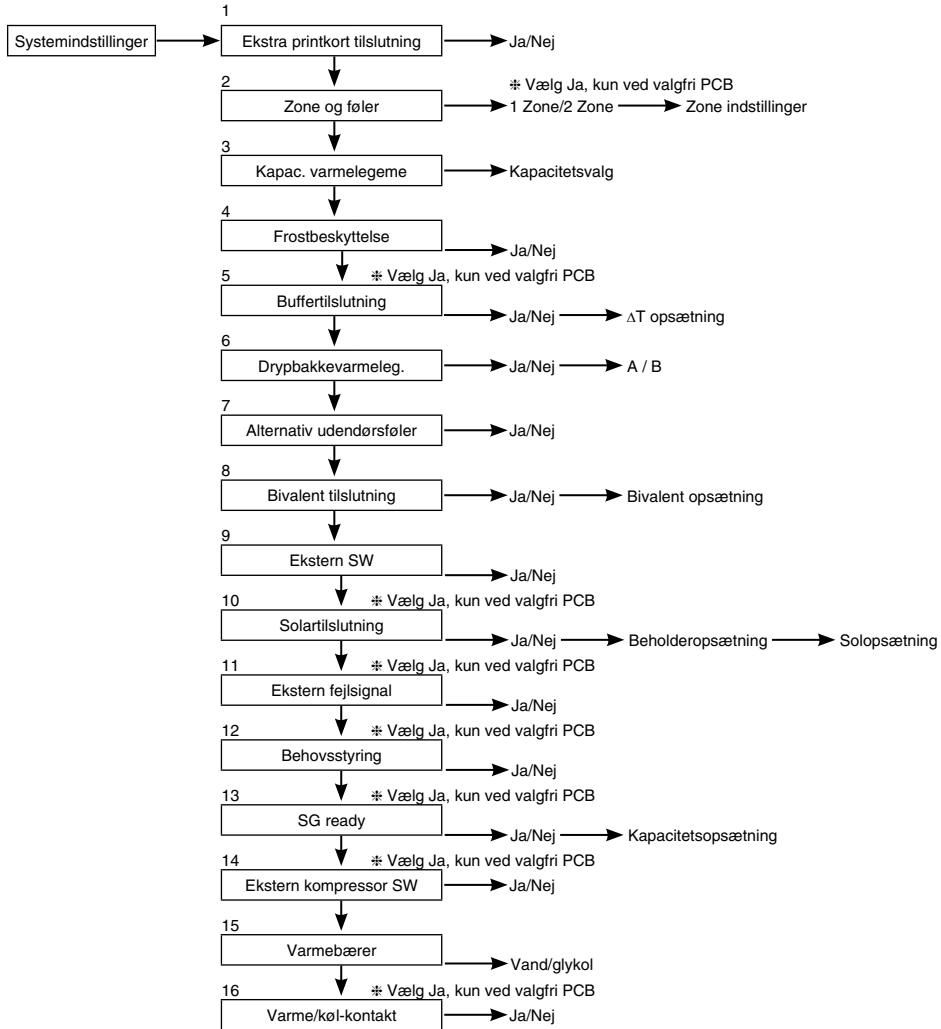 1
Systemindstillinger
Ekstra printkort tilslutning
Ja/Nej
2
❉ Vælg Ja, kun ved valgfri PCB
Zone og føler
1 Zone/2 Zone
Zone indstillinger
3
Kapac. varmelegeme
Kapacitetsvalg
4
Frostbeskyttelse
Ja/Nej
5
❉ Vælg Ja, kun ved valgfri PCB
Buffertilslutning
Ja/Nej
ΔT opsætning
6
Drypbakkevarmeleg.
Ja/Nej
A / B
7
Alternativ udendørsføler
Ja/Nej
8
Bivalent tilslutning
Ja/Nej
Bivalent opsætning
9
Ekstern SW
Ja/Nej
10
❉ Vælg Ja, kun ved valgfri PCB
Solartilslutning
Ja/Nej
Beholderopsætning
Solopsætning
11
❉ Vælg Ja, kun ved valgfri PCB
Ekstern fejlsignal
Ja/Nej
12
❉ Vælg Ja, kun ved valgfri PCB
Behovsstyring
Ja/Nej
13
❉ Vælg Ja, kun ved valgfri PCB
SG ready
Ja/Nej
Kapacitetsopsætning
14
❉ Vælg Ja, kun ved valgfri PCB
Ekstern kompressor SW
Ja/Nej
15
Varmebærer
Vand/glykol
16
❉ Vælg Ja, kun ved valgfri PCB
Varme/køl-kontakt
Ja/Nej